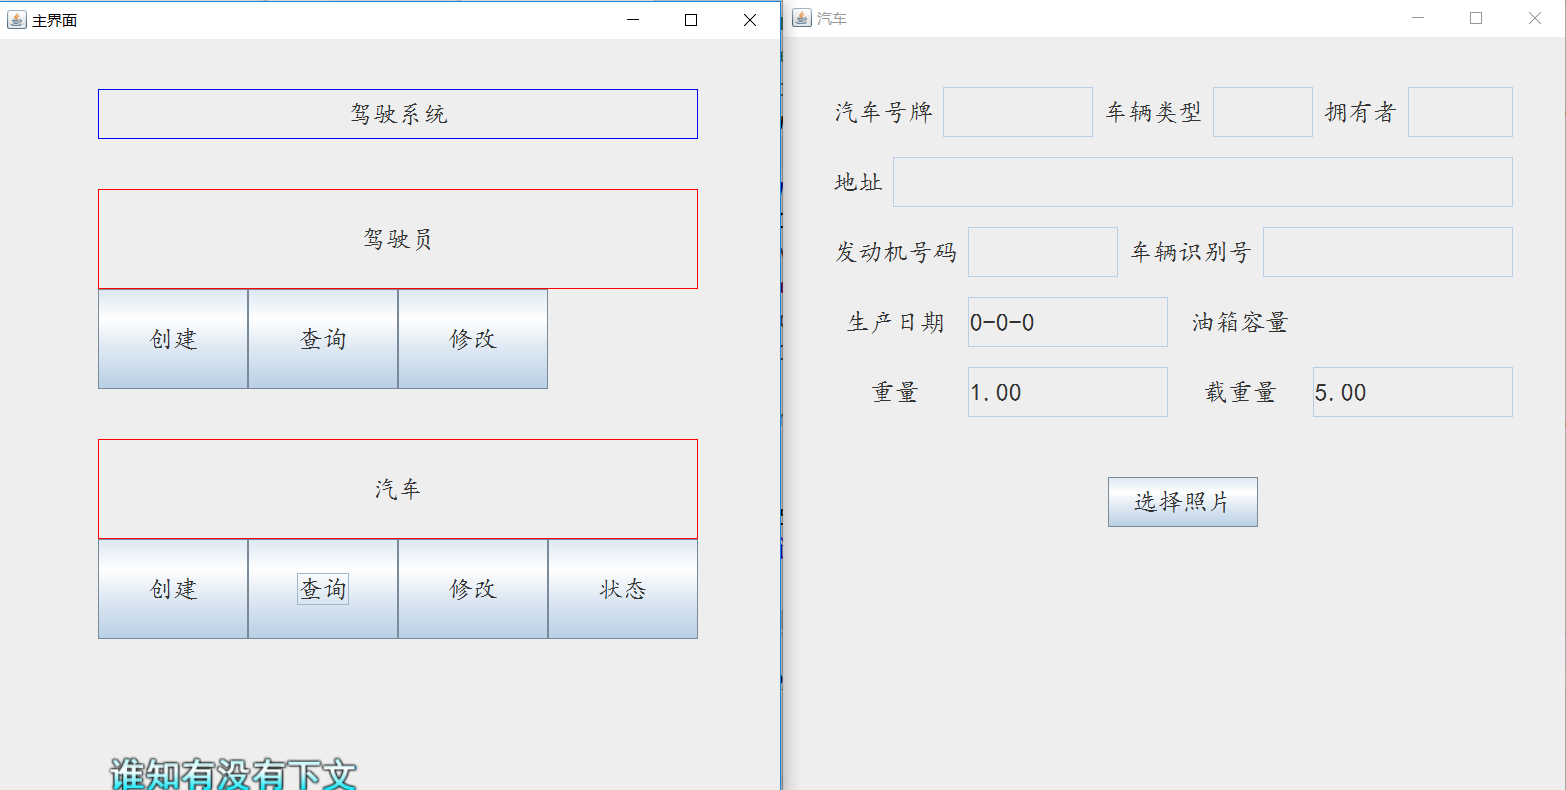 主界面
驾驶系统
驾驶员
创建 查询 修改
汽车
创建 查询 修改 状态
谁知有没有下文
汽车
汽车号牌 车辆类型 拥有者
地址
发动机号码 车辆识别号
生产日期 0-0-0 油箱容量
重量 1.00 载重量 5.00
选择照片